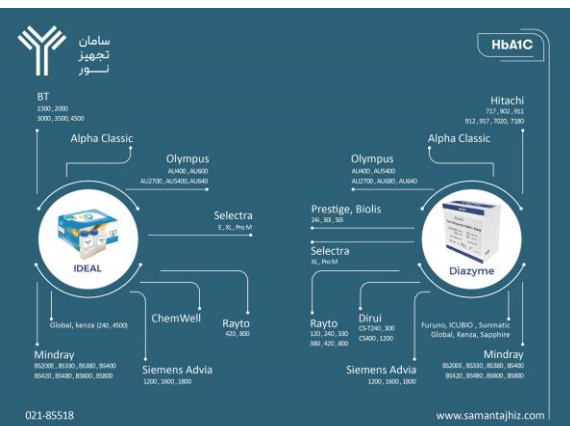 سامان
تجهیز
نور
HbA1C
BT
1500, 2000
3000, 3500, 4500
Alpha Classic
Olympus
AU400, AU600
AU2700, AU5400, AU640
Selectra
E, XL, Pro M
IDEAL
Global, kenza (240, 4500)
ChemWell
Rayto
420, 800
Mindray
BS200E, BS330, BS380, BS400
BS420, BS480, BS600, BS800
Siemens Advia
1200, 1600, 1800
Hitachi
717, 902, 911
912, 917, 7020, 7180
Alpha Classic
Olympus
AU400, AU5400
AU2700, AU680, AU640
Prestige, Biolis
24i, 30i, 50i
Selectra
XL, Pro M
Diazyme
Rayto
120, 240, 330
380, 420, 800
Dirui
CS-T240, 300
CS400, 1200
Furuno, ICUBIO, Sunmatic
Global, Kenza, Sapphire
Mindray
BS200E, BS330, BS380, BS400
BS420, BS480, BS600, BS800
Siemens Advia
1200, 1600, 1800
021-85518
www.samantajhiz.com